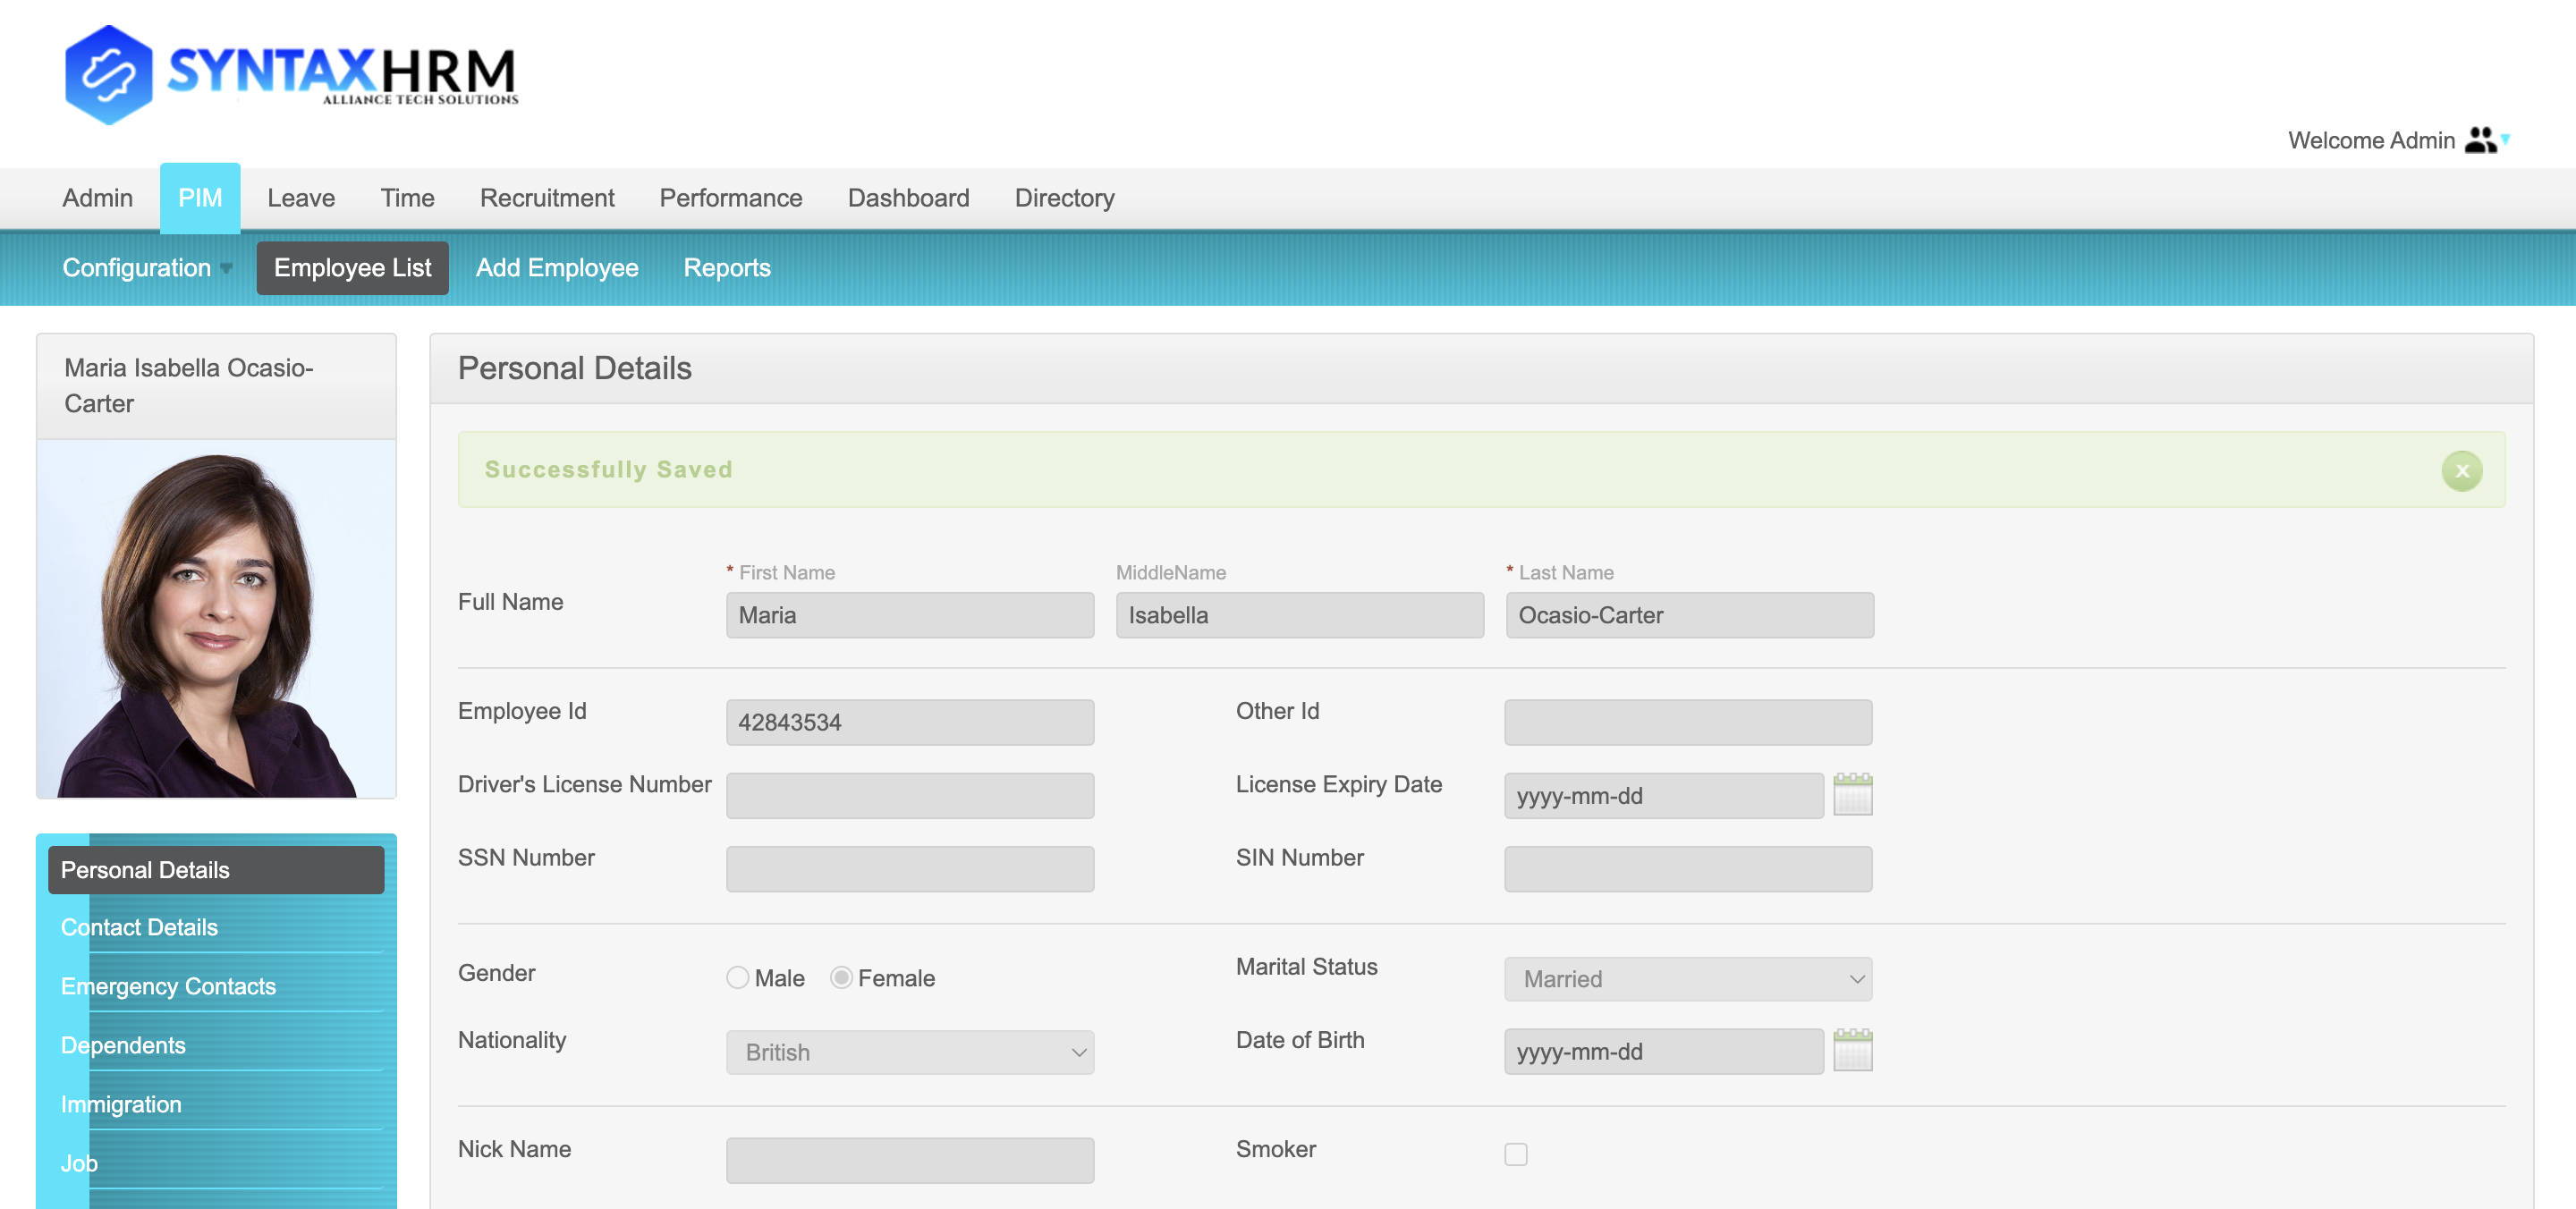 SYNTAXHRM
ALLIANCE TECH SOLUTIONS
Welcome Admin
Admin PIM Leave Time Recruitment Performance Dashboard Directory
Configuration Employee List Add Employee Reports
Maria Isabella Ocasio-
Carter
Personal Details
Contact Details
Emergency Contacts
Dependents
Immigration
Job
Personal Details
Successfully Saved
* First Name MiddleName * Last Name
Full Name Maria Isabella Ocasio-Carter
Employee Id 42843534 Other Id
Driver's License Number License Expiry Date yyyy-mm-dd
SSN Number SIN Number
Gender Male Female Marital Status Married
Nationality British Date of Birth yyyy-mm-dd
Nick Name Smoker